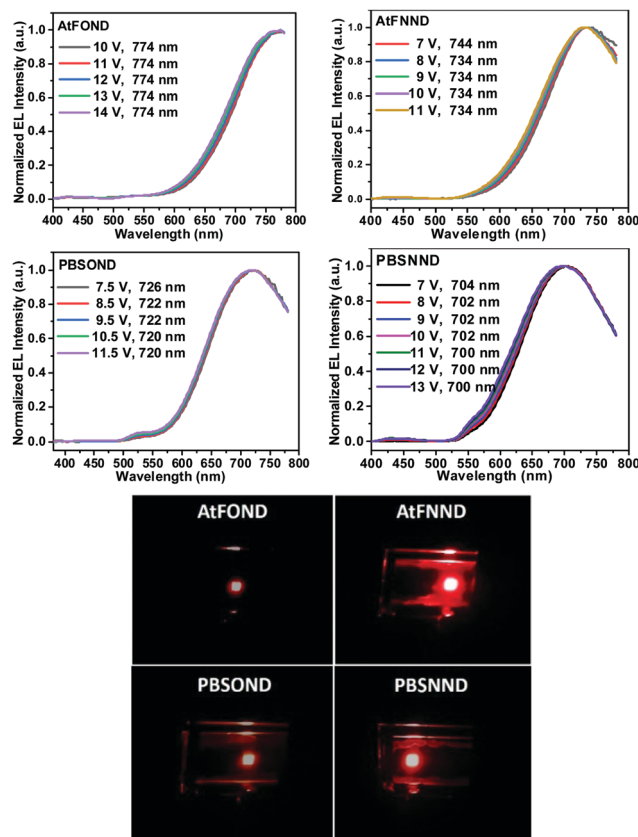 AtFOND
10 V, 774 nm
11 V, 774 nm
12 V, 774 nm
13 V, 774 nm
14 V, 774 nm
Normalized EL Intensity (a.u.)
1.0
0.8
0.6
0.4
0.2
0.0
400 450 500 550 600 650 700 750 800
Wavelength (nm)
AtFNND
7 V, 744 nm
8 V, 734 nm
9 V, 734 nm
10 V, 734 nm
11 V, 734 nm
Normalized EL Intensity (a.u.)
1.0
0.8
0.6
0.4
0.2
0.0
400 450 500 550 600 650 700 750 800
Wavelength (nm)
PBSOND
7.5 V, 726 nm
8.5 V, 722 nm
9.5 V, 722 nm
10.5 V, 720 nm
11.5 V, 720 nm
Normalized EL Intensity (a.u.)
1.0
0.8
0.6
0.4
0.2
0.0
400 450 500 550 600 650 700 750 800
Wavelength (nm)
PBSNND
7 V, 704 nm
8 V, 702 nm
9 V, 702 nm
10 V, 702 nm
11 V, 700 nm
12 V, 700 nm
13 V, 700 nm
Normalized EL Intensity (a.u.)
1.0
0.8
0.6
0.4
0.2
0.0
400 450 500 550 600 650 700 750 800
Wavelength (nm)
AtFOND
AtFNND
PBSOND
PBSNND